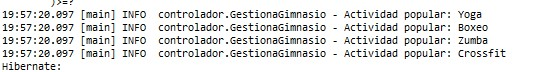 )>=?
19:57:20.097 [main] INFO  controlador.GestionaGimnasio - Actividad popular: Yoga
19:57:20.097 [main] INFO  controlador.GestionaGimnasio - Actividad popular: Boxeo
19:57:20.097 [main] INFO  controlador.GestionaGimnasio - Actividad popular: Zumba
19:57:20.097 [main] INFO  controlador.GestionaGimnasio - Actividad popular: Crossfit
Hibernate: